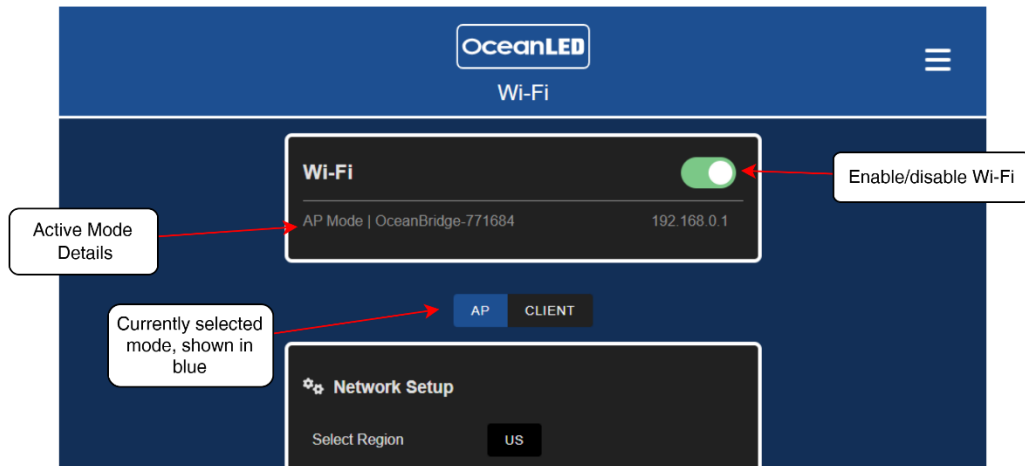 OceanLED
Wi-Fi
Wi-Fi
Enable/disable Wi-Fi
AP Mode | OceanBridge-771684
192.168.0.1
Active Mode
Details
AP
CLIENT
Currently selected
mode, shown in
blue
Network Setup
Select Region
US